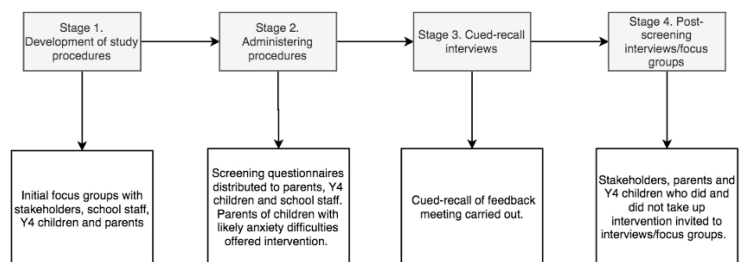 Stage 1.
Development of study
procedures
Stage 2.
Administering
procedures
Stage 3. Cued-recall
interviews
Stage 4. Post-
screening
interviews/focus
groups
Initial focus groups with
stakeholders, school staff,
Y4 children and parents
Screening questionnaires
distributed to parents, Y4
children and school staff.
Parents of children with
likely anxiety difficulties
offered intervention.
Cued-recall of feedback
meeting carried out.
Stakeholders, parents and
Y4 children who did and
did not take up
intervention invited to
interviews/focus groups.